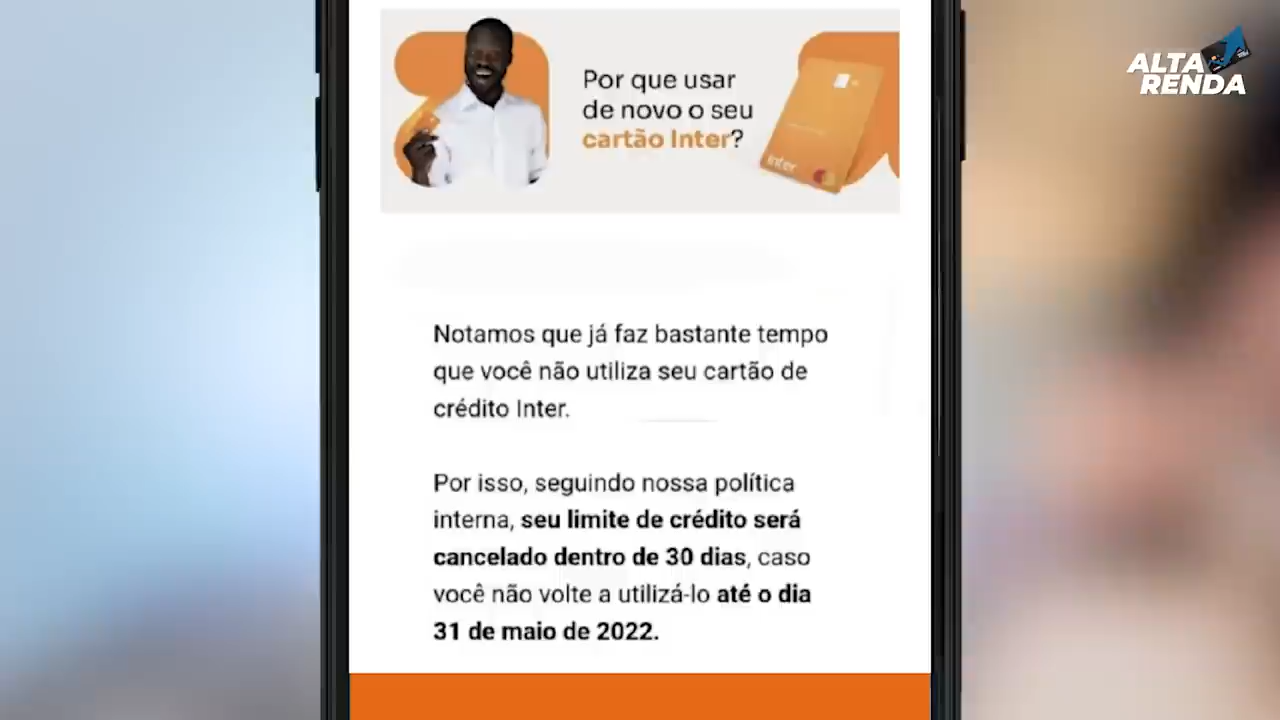 ALTA
RENDA
Por que usar
de novo o seu
cartão Inter?
inter
Notamos que já faz bastante tempo
que você não utiliza seu cartão de
crédito Inter.
Por isso, seguindo nossa política
interna, seu limite de crédito será
cancelado dentro de 30 dias, caso
você não volte a utilizá-lo até o dia
31 de maio de 2022.